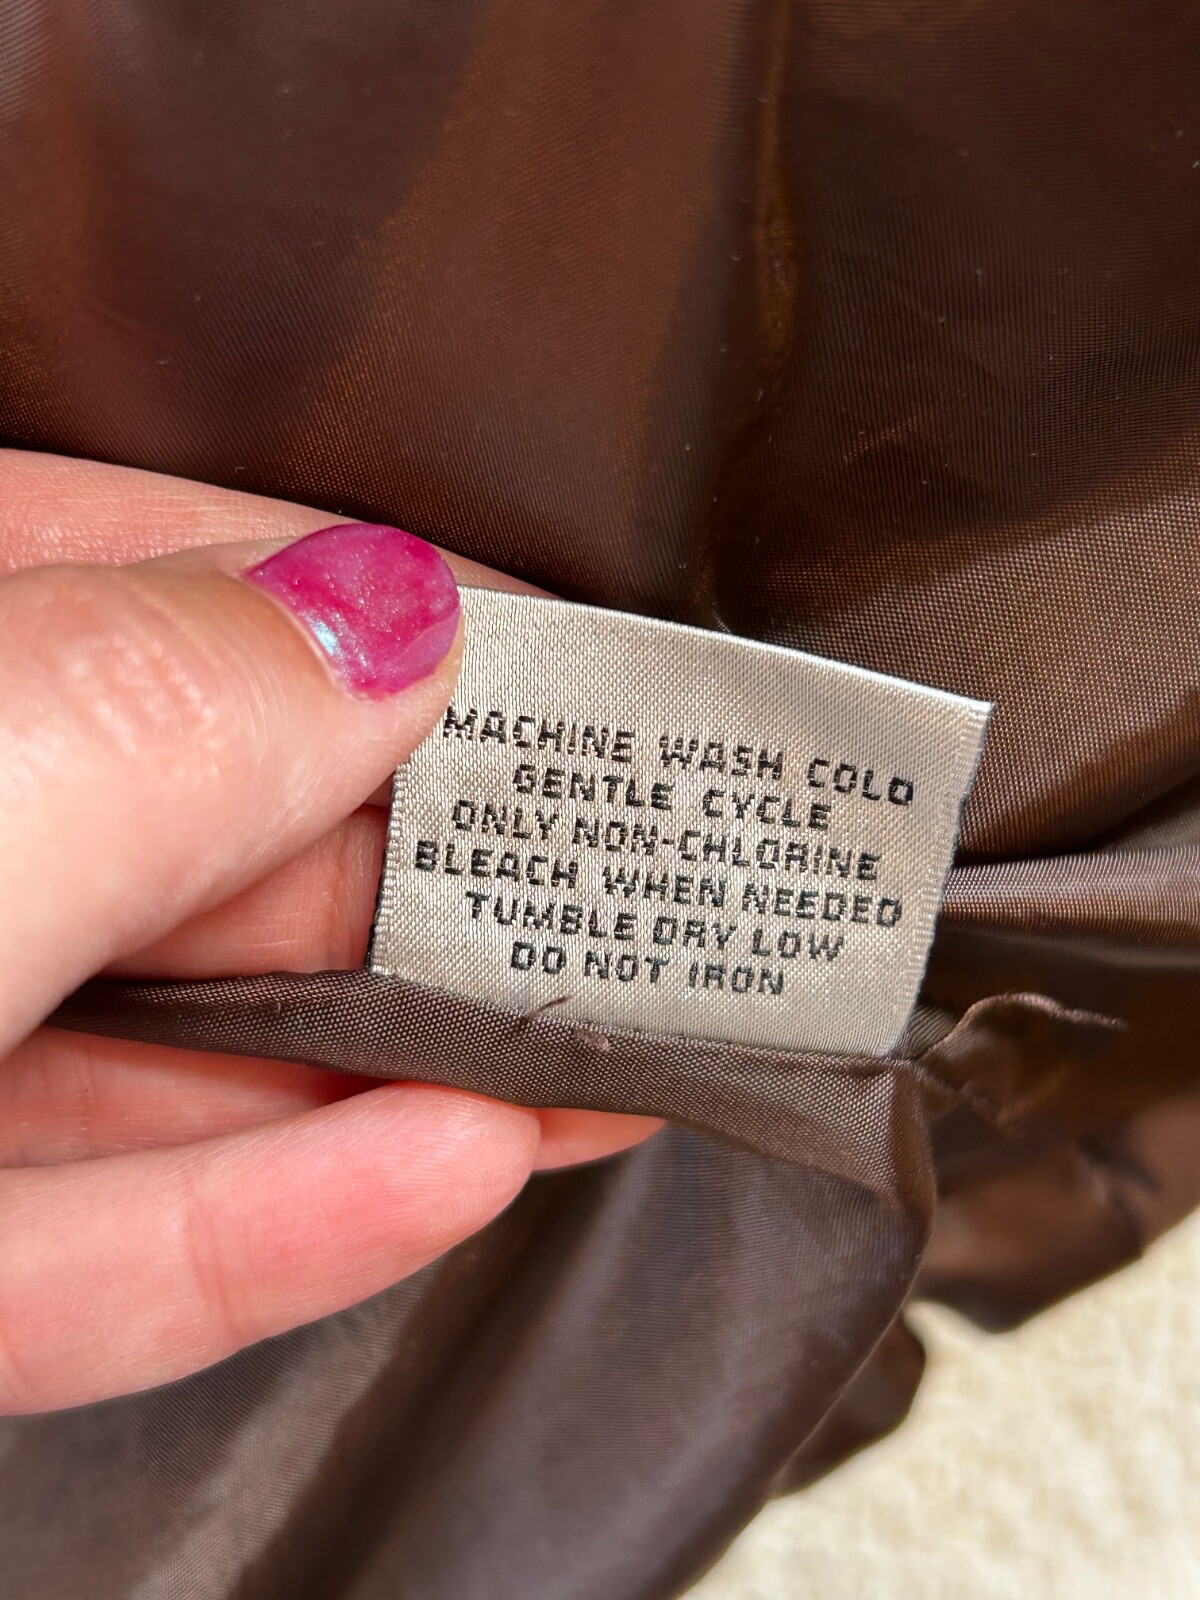 MACHINE WASH COLD
GENTLE CYCLE
ONLY NON-CHLORINE
BLEACH WHEN NEEDED
TUMBLE DRY LOW
DO NOT IRON